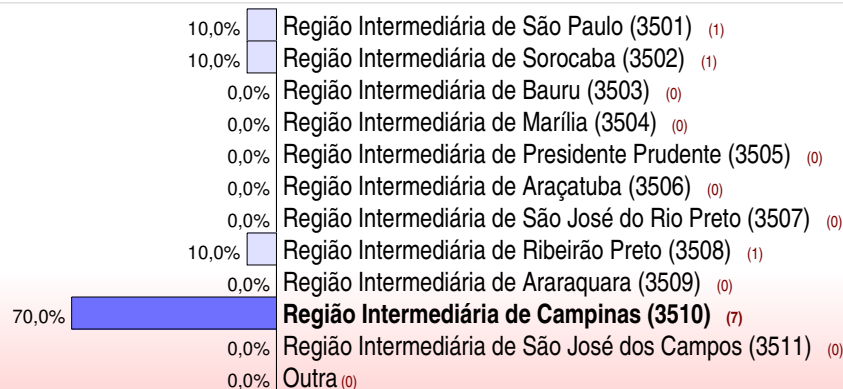 10,0% Região Intermediária de São Paulo (3501) (1)
10,0% Região Intermediária de Sorocaba (3502) (1)
0,0% Região Intermediária de Bauru (3503) (0)
0,0% Região Intermediária de Marília (3504) (0)
0,0% Região Intermediária de Presidente Prudente (3505) (0)
0,0% Região Intermediária de Araçatuba (3506) (0)
0,0% Região Intermediária de São José do Rio Preto (3507) (0)
10,0% Região Intermediária de Ribeirão Preto (3508) (1)
0,0% Região Intermediária de Araraquara (3509) (0)
70,0% Região Intermediária de Campinas (3510) (7)
0,0% Região Intermediária de São José dos Campos (3511) (0)
0,0% Outra (0)